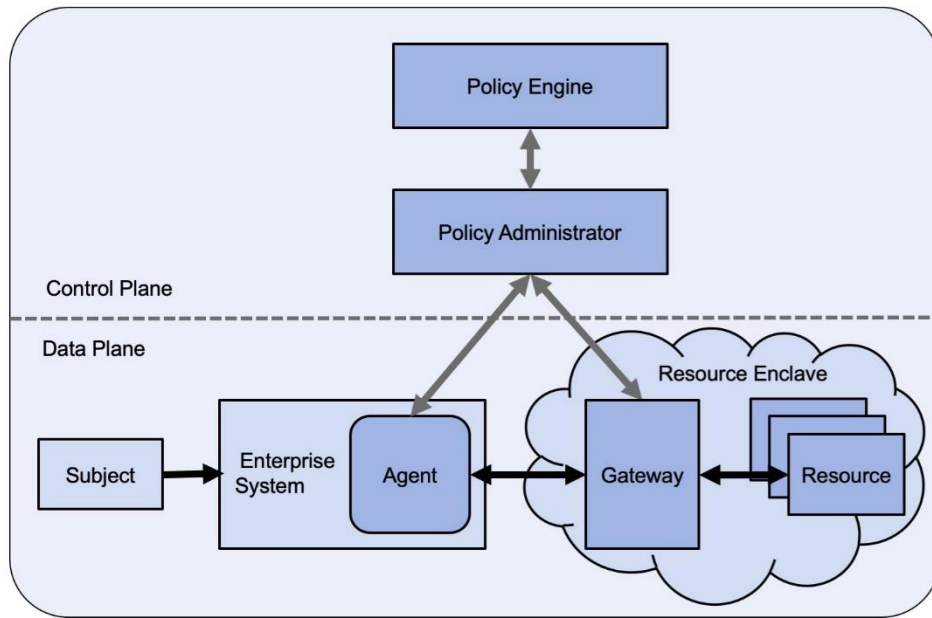 Policy Engine
Policy Administrator
Control Plane
Data Plane
Resource Enclave
Subject
Enterprise
System
Agent
Gateway
Resource